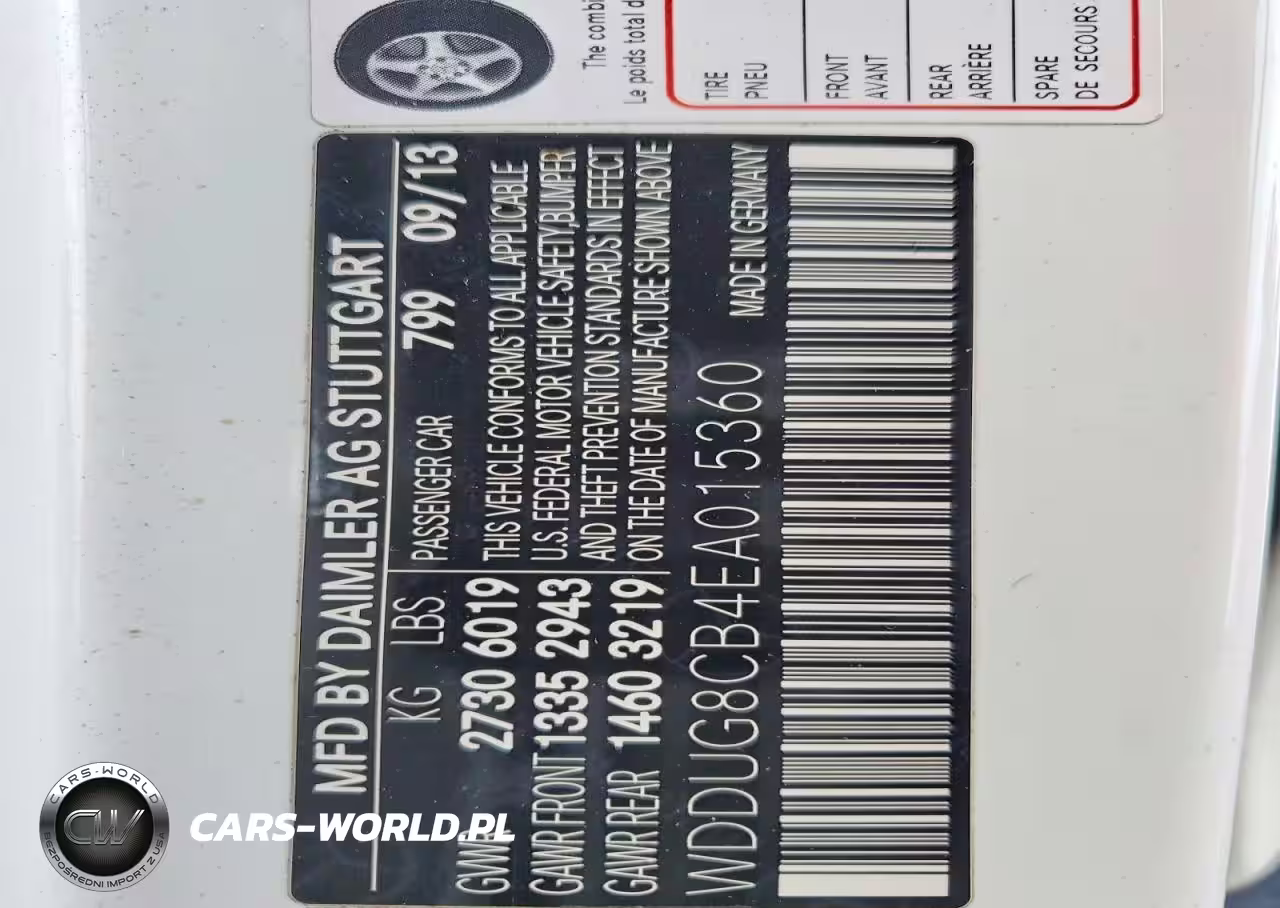 The combi
Le poids total d
TIRE
PNEU
FRONT
AVANT
REAR
ARRIÈRE
SPARE
DE SECOURS
MFD BY DAIMLER AG STUTTGART
KG LBS
PASSENGER CAR 799 09/13
GVWR 2730 6019
GAWR FRONT 1335 2943
GAWR REAR 1460 3219
THIS VEHICLE CONFORMS TO ALL APPLICABLE
U.S. FEDERAL MOTOR VEHICLE SAFETY,BUMPER
AND THEFT PREVENTION STANDARDS IN EFFECT
ON THE DATE OF MANUFACTURE SHOWN ABOVE
WDDUG8CB4EA015360
MADE IN GERMANY
CARS-WORLD
CW
BEZPOŚREDNI IMPORT Z USA
CARS-WORLD.PL